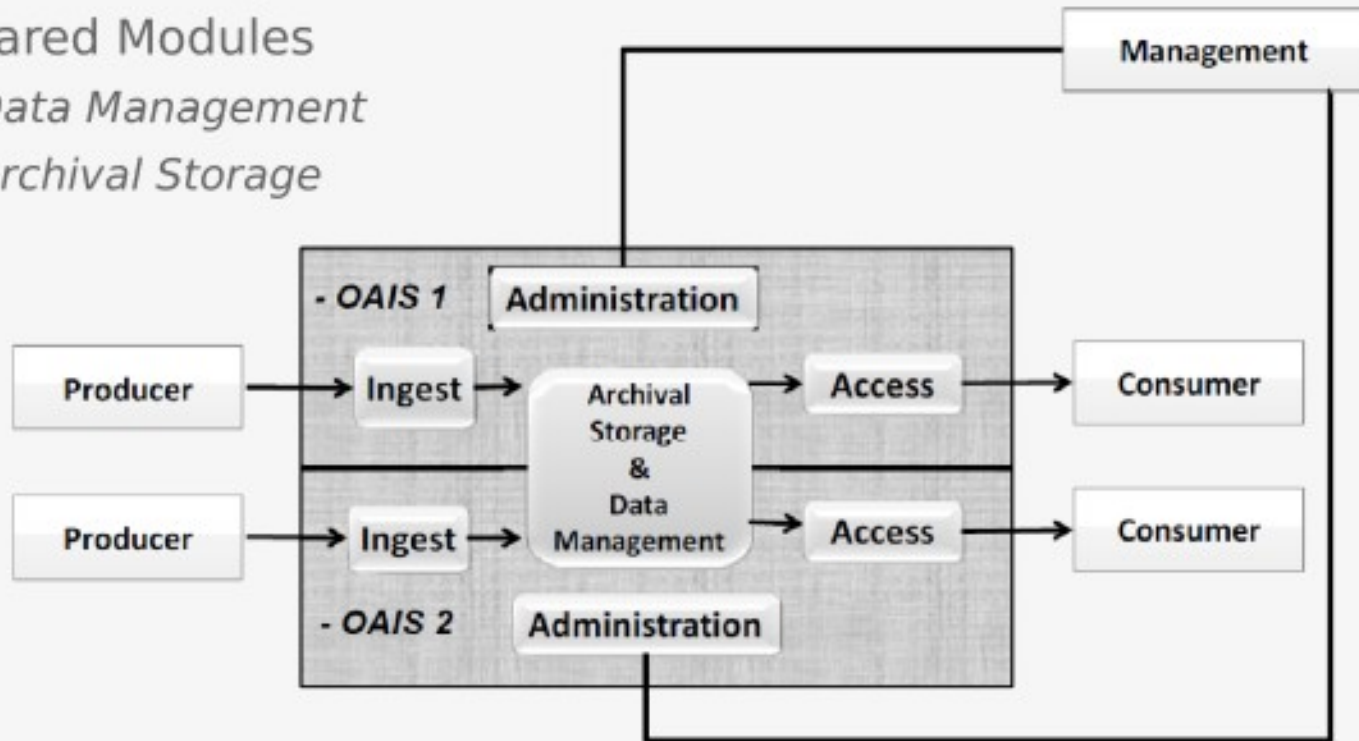 ared Modules
Data Management
rchival Storage
Management
- OAIS 1
Administration
Producer
Ingest
Archival
Storage
&
Data
Management
Access
Consumer
Producer
Ingest
Access
Consumer
- OAIS 2
Administration